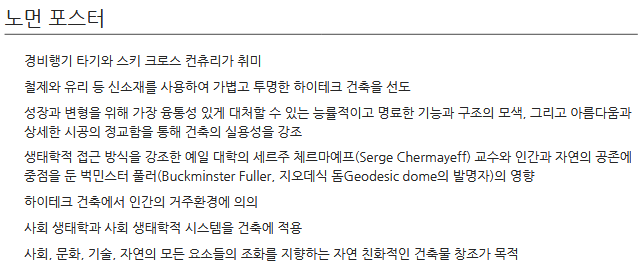 노먼 포스터
경비행기 타기와 스키 크로스 컨츄리가 취미
철제와 유리 등 신소재를 사용하여 가볍고 투명한 하이테크 건축을 선도
성장과 변형을 위해 가장 융통성 있게 대처할 수 있는 능률적이고 명료한 기능과 구조의 모색, 그리고 아름다움과
상세한 시공의 정교함을 통해 건축의 실용성을 강조
생태학적 접근 방식을 강조한 예일 대학의 세르주 체르마예프(Serge Chermayeff) 교수와 인간과 자연의 공존에
중점을 둔 벅민스터 풀러(Buckminster Fuller, 지오데식 돔Geodesic dome의 발명자)의 영향
하이테크 건축에서 인간의 거주환경에 의의
사회 생태학과 사회 생태학적 시스템을 건축에 적용
사회, 문화, 기술, 자연의 모든 요소들의 조화를 지향하는 자연 친화적인 건축물 창조가 목적